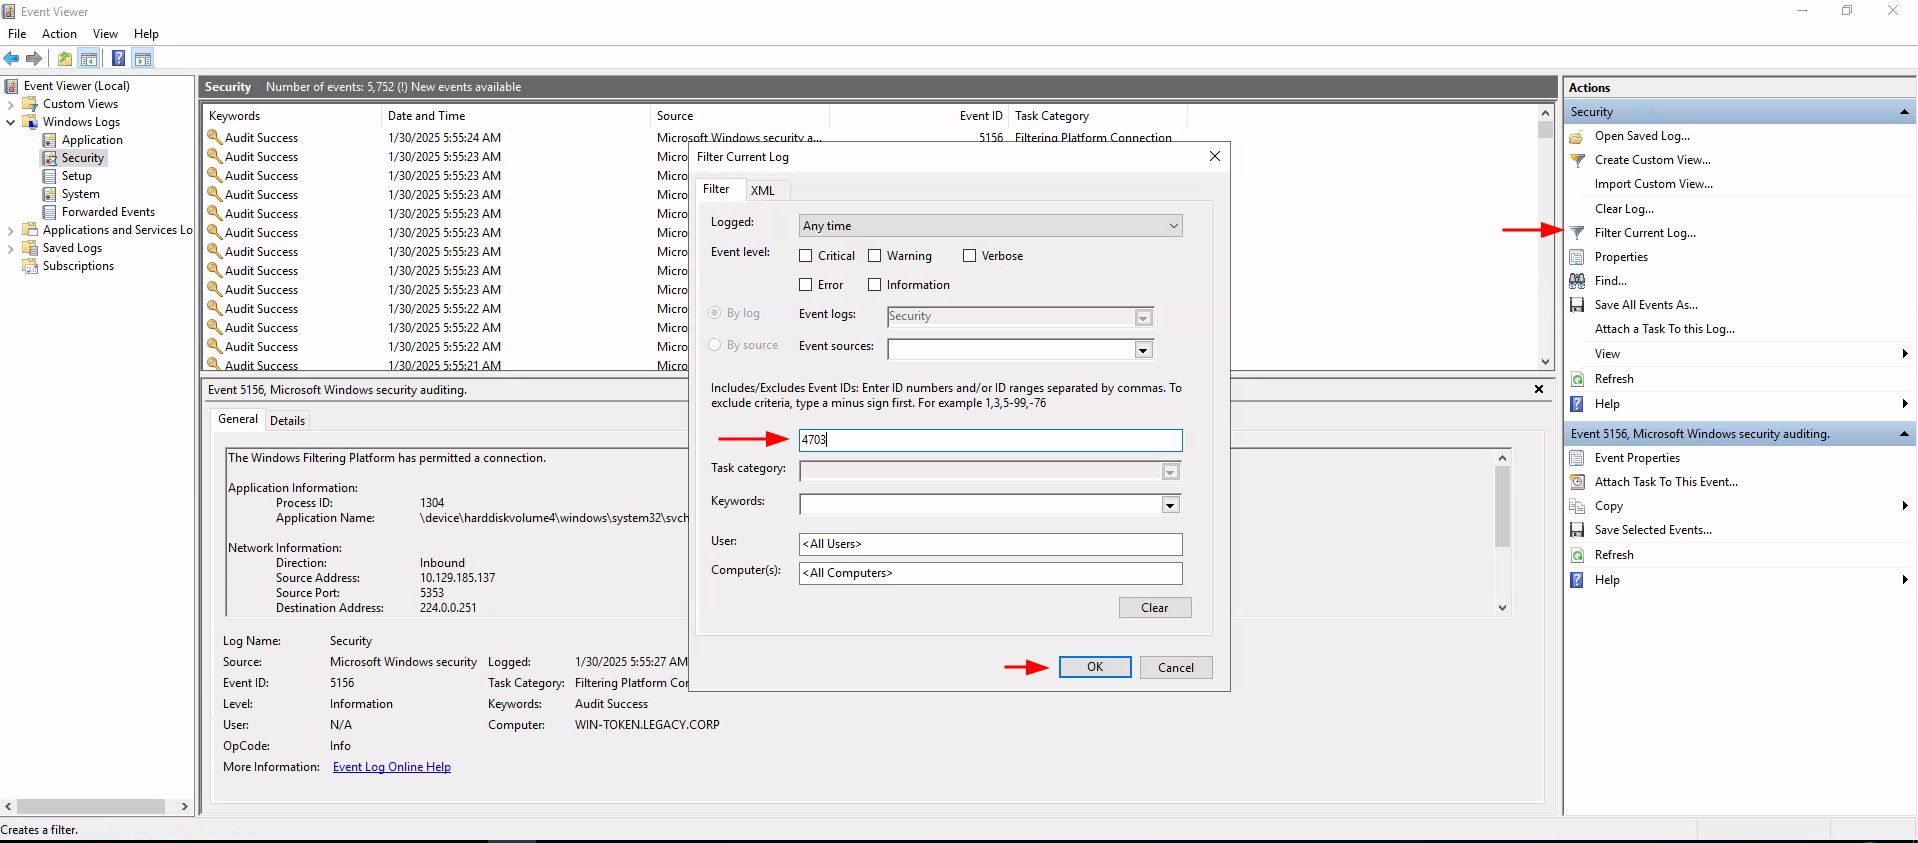 Event Viewer
File Action View Help
Event Viewer (Local)
Custom Views
Windows Logs
Application
Security
Setup
System
Forwarded Events
Applications and Services Lo
Saved Logs
Subscriptions
Security Number of events: 5,752 (!) New events available
Keywords Date and Time Source Event ID Task Category
Audit Success 1/30/2025 5:55:24 AM Microsoft Windows security a... 5156 Filtering Platform Connection
Audit Success 1/30/2025 5:55:23 AM Micro
Audit Success 1/30/2025 5:55:23 AM Micro
Audit Success 1/30/2025 5:55:23 AM Micro
Audit Success 1/30/2025 5:55:23 AM Micro
Audit Success 1/30/2025 5:55:23 AM Micro
Audit Success 1/30/2025 5:55:23 AM Micro
Audit Success 1/30/2025 5:55:23 AM Micro
Audit Success 1/30/2025 5:55:23 AM Micro
Audit Success 1/30/2025 5:55:22 AM Micro
Audit Success 1/30/2025 5:55:22 AM Micro
Audit Success 1/30/2025 5:55:22 AM Micro
Audit Success 1/30/2025 5:55:21 AM Micro
Event 5156, Microsoft Windows security auditing.
General Details
The Windows Filtering Platform has permitted a connection.
Application Information:
Process ID: 1304
Application Name: \device\harddiskvolume4\windows\system32\svch
Network Information:
Direction: Inbound
Source Address: 10.129.185.137
Source Port: 5353
Destination Address: 224.0.0.251
Log Name: Security
Source: Microsoft Windows security Logged: 1/30/2025 5:55:27 AM
Event ID: 5156 Task Category: Filtering Platform Cor
Level: Information Keywords: Audit Success
User: N/A Computer: WIN-TOKEN.LEGACY.CORP
OpCode: Info
More Information: Event Log Online Help
Filter Current Log
Filter XML
Logged: Any time
Event level: Critical Warning Verbose
Error Information
By log Event logs: Security
By source Event sources:
Includes/Excludes Event IDs: Enter ID numbers and/or ID ranges separated by commas. To
exclude criteria, type a minus sign first. For example 1,3,5-99,-76
4703
Task category:
Keywords:
User: <All Users>
Computer(s): <All Computers>
Clear
OK Cancel
Actions
Security
Open Saved Log...
Create Custom View...
Import Custom View...
Clear Log...
Filter Current Log...
Properties
Find...
Save All Events As...
Attach a Task To this Log...
View
Refresh
Help
Event 5156, Microsoft Windows security auditing.
Event Properties
Attach Task To This Event...
Copy
Save Selected Events...
Refresh
Help
Creates a filter.